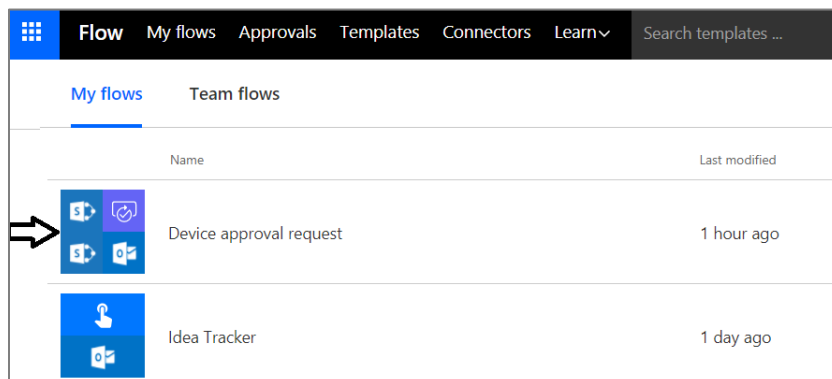 Flow My flows Approvals Templates Connectors Learn Search templates ...
My flows Team flows
Name Last modified
Device approval request 1 hour ago
Idea Tracker 1 day ago